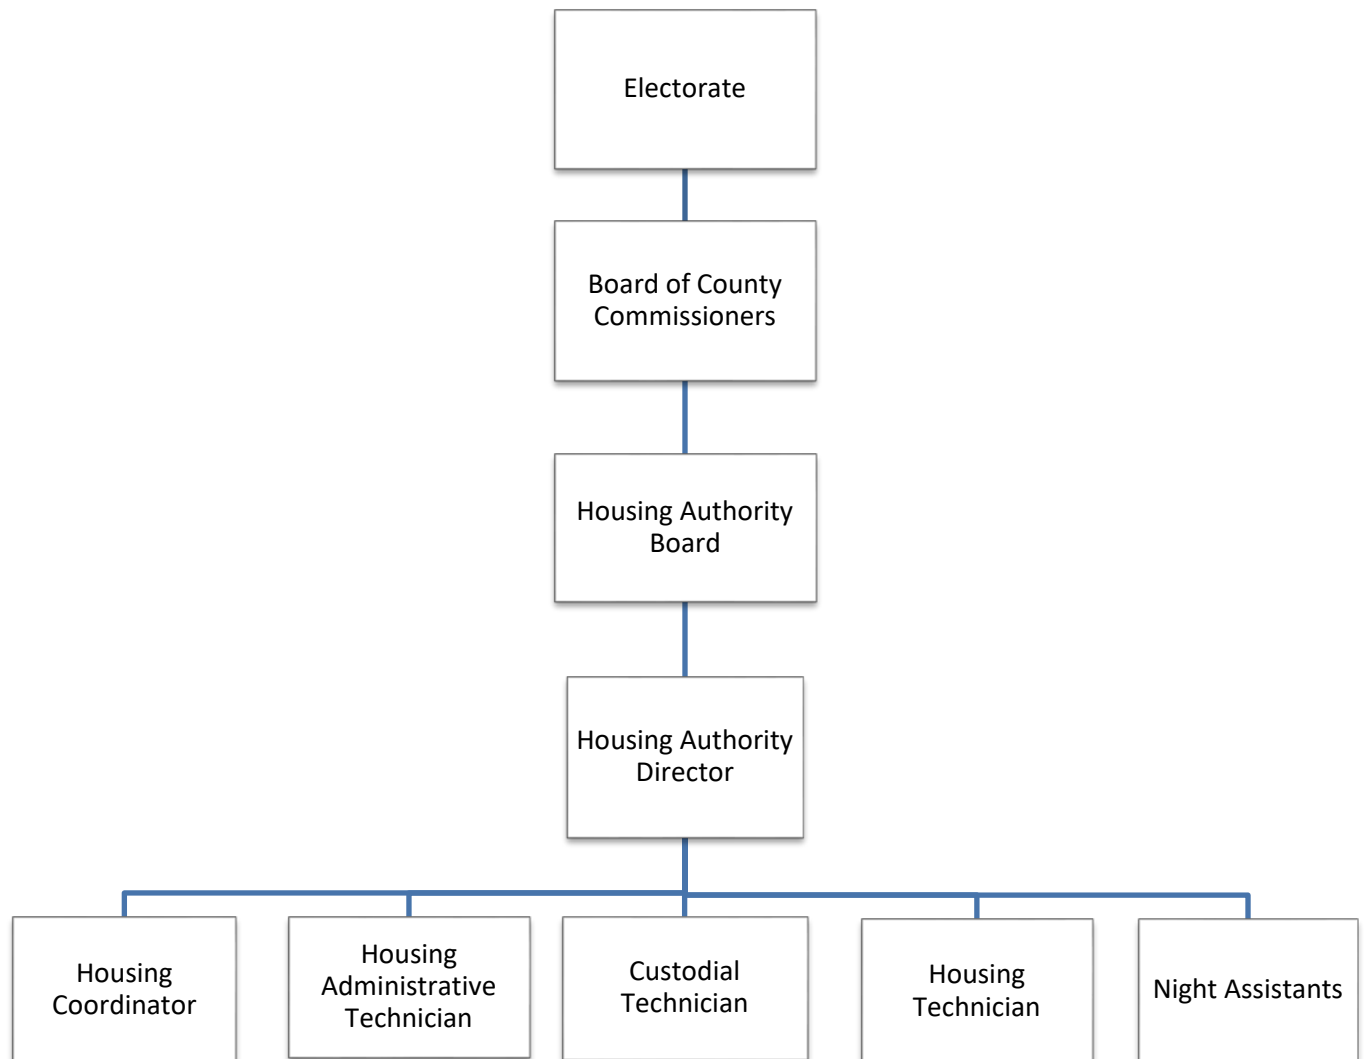 Electorate
Board of County
Commissioners
Housing Authority
Board
Housing Authority
Director
Housing
Coordinator
Housing
Administrative
Technician
Custodial
Technician
Housing
Technician
Night Assistants